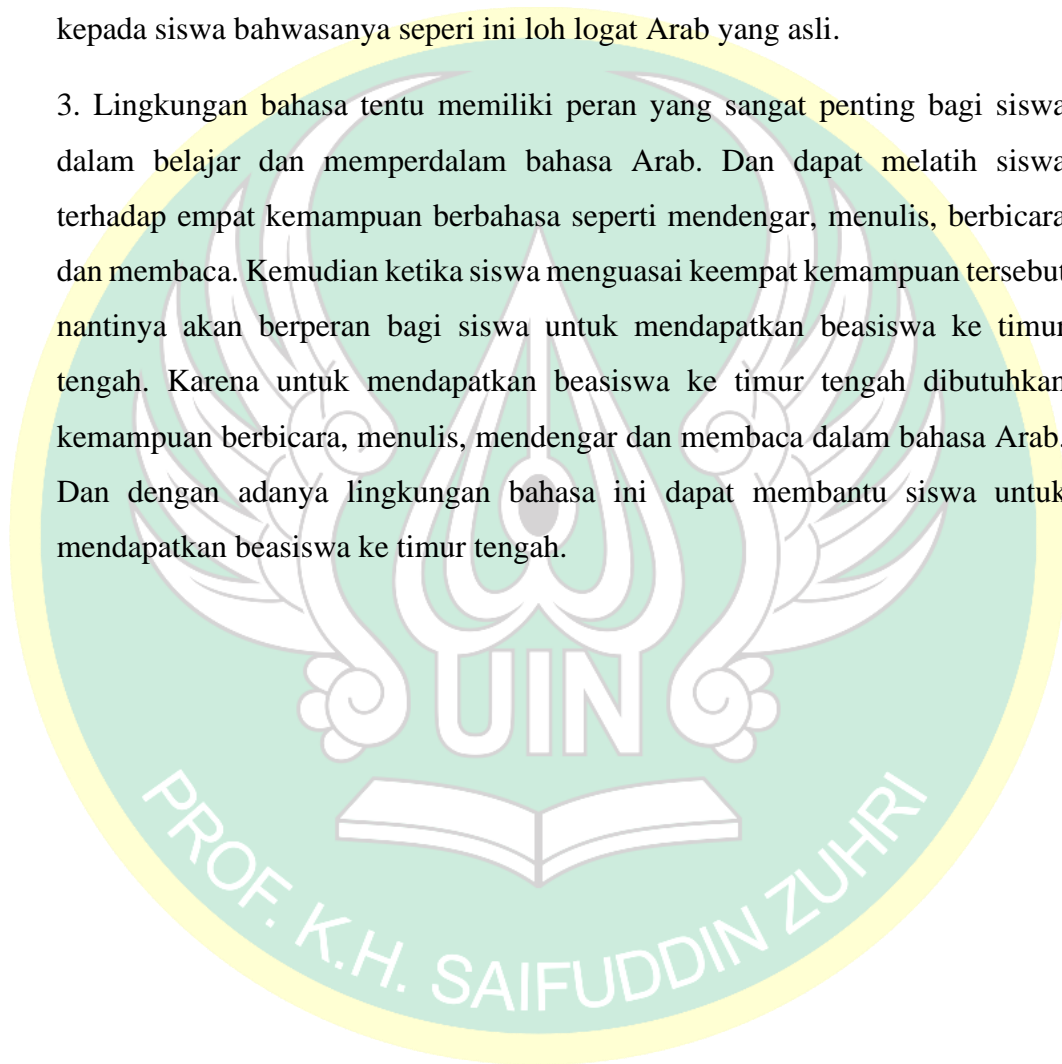 kepada siswa bahwasanya seperi ini loh logat Arab yang asli.
3. Lingkungan bahasa tentu memiliki peran yang sangat penting bagi siswa
dalam belajar dan memperdalam bahasa Arab. Dan dapat melatih siswa
terhadap empat kemampuan berbahasa seperti mendengar, menulis, berbicara
dan membaca. Kemudian ketika siswa menguasai keempat kemampuan tersebut
nantinya akan berperan bagi siswa untuk mendapatkan beasiswa ke timur
tengah. Karena untuk mendapatkan beasiswa ke timur tengah dibutuhkan
kemampuan berbicara, menulis, mendengar dan membaca dalam bahasa Arab.
Dan dengan adanya lingkungan bahasa ini dapat membantu siswa untuk
mendapatkan beasiswa ke timur tengah.
UIN
PROF. K.H. SAIFUDDIN ZUHRI